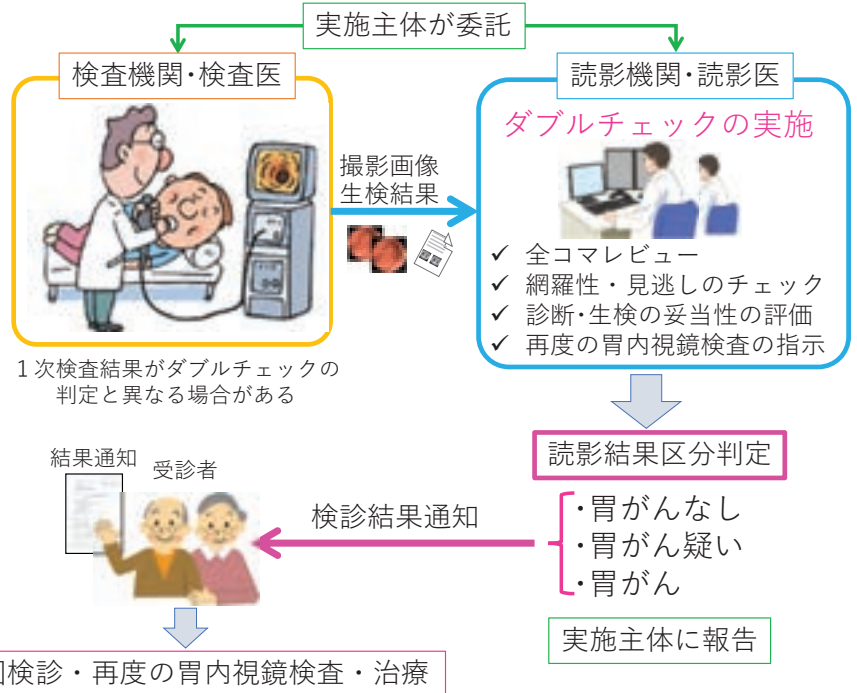 実施主体が委託
検査機関・検査医
読影機関・読影医
ダブルチェックの実施
撮影画像
生検結果
✓ 全コマレビュー
✓ 網羅性・見逃しのチェック
✓ 診断・生検の妥当性の評価
✓ 再度の胃内視鏡検査の指示
１次検査結果がダブルチェックの
判定と異なる場合がある
読影結果区分判定
結果通知
受診者
検診結果通知
・胃がんなし
・胃がん疑い
・胃がん
実施主体に報告
回検診・再度の胃内視鏡検査・治療